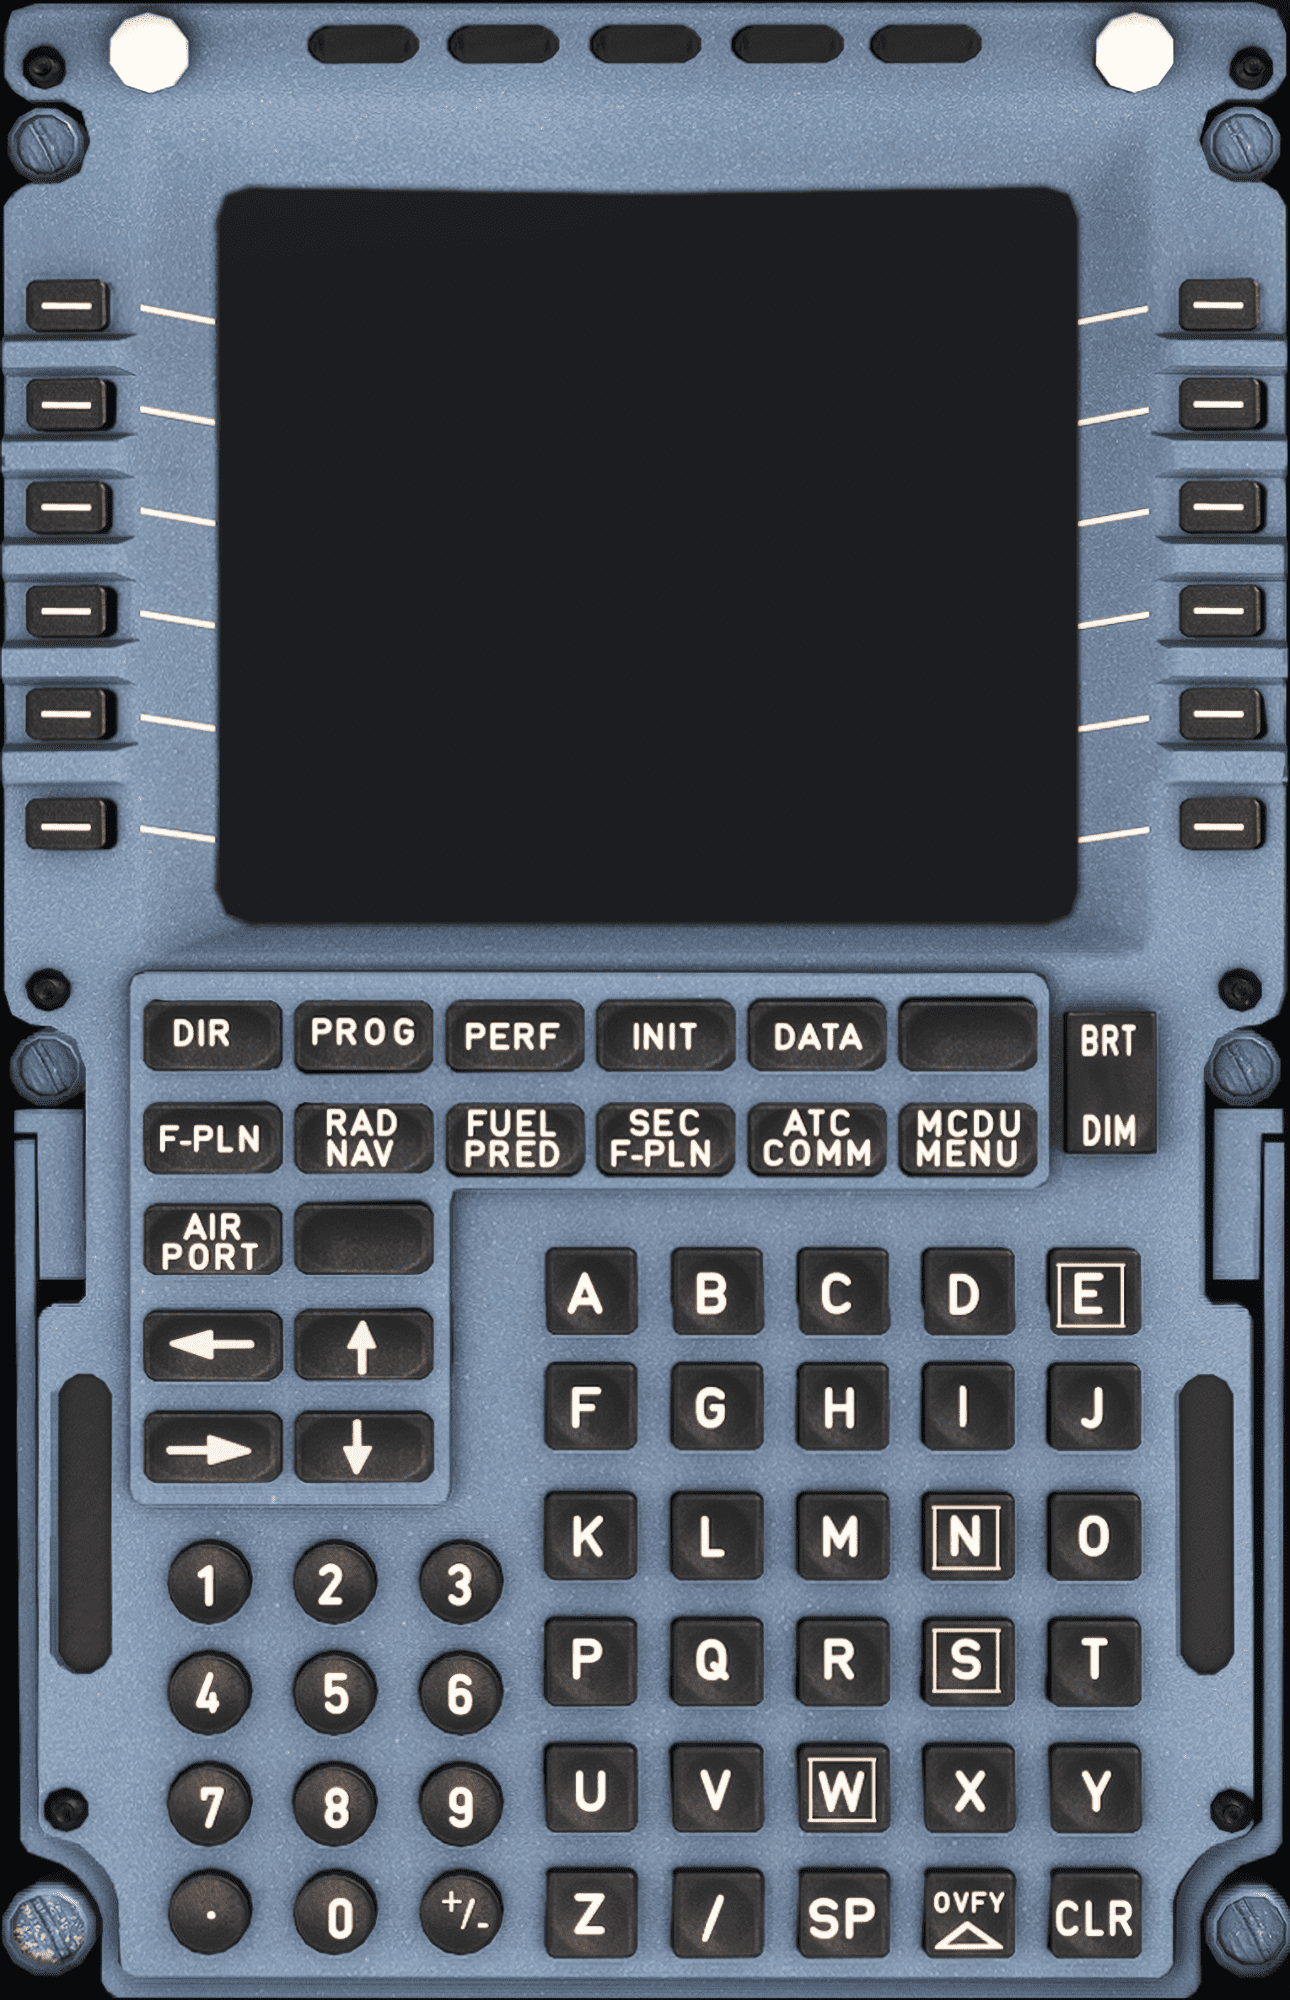 DIR PROG PERF INIT DATA
BRT
DIM
F-PLN RAD NAV FUEL PRED SEC F-PLN ATC COMM MCDU MENU
AIR PORT
A B C D E
F G H I J
K L M N O
P Q R S T
U V W X Y
Z / SP OVFY CLR
1 2 3
4 5 6
7 8 9
. 0 +/-